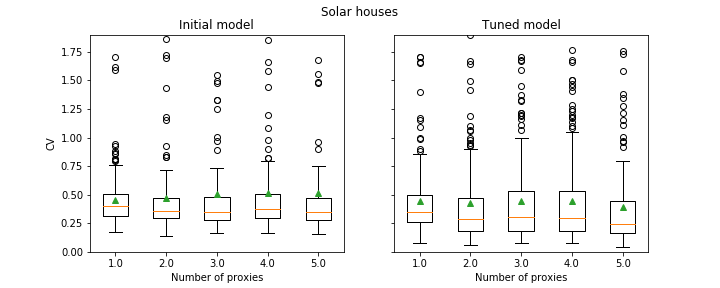 Solar houses
Initial model
Tuned model
CV
1.75
1.50
1.25
1.00
0.75
0.50
0.25
0.00
1.0 2.0 3.0 4.0 5.0
Number of proxies
1.0 2.0 3.0 4.0 5.0
Number of proxies